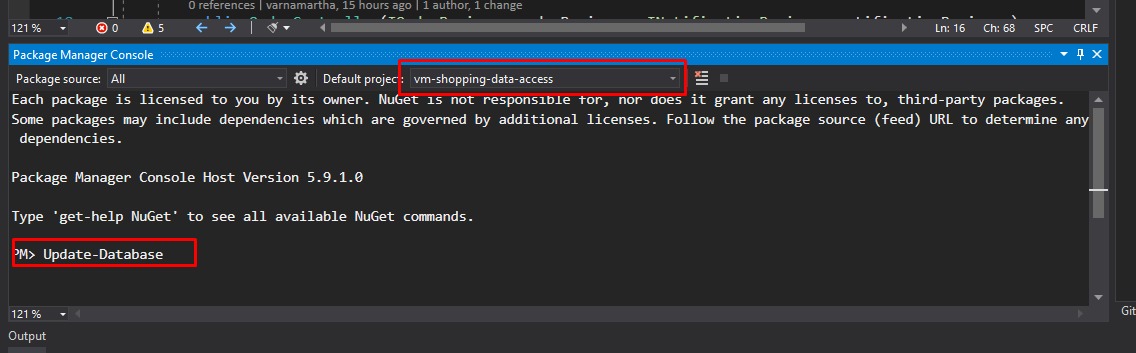 0 references | varnamartha, 15 hours ago | 1 author, 1 change
121 % 0 5 Ln: 16 Ch: 68 SPC CRLF
Package Manager Console
Package source: All Default project: vm-shopping-data-access
Each package is licensed to you by its owner. NuGet is not responsible for, nor does it grant any licenses to, third-party packages.
Some packages may include dependencies which are governed by additional licenses. Follow the package source (feed) URL to determine any
dependencies.
Package Manager Console Host Version 5.9.1.0
Type 'get-help NuGet' to see all available NuGet commands.
PM> Update-Database
121 %
Git
Output